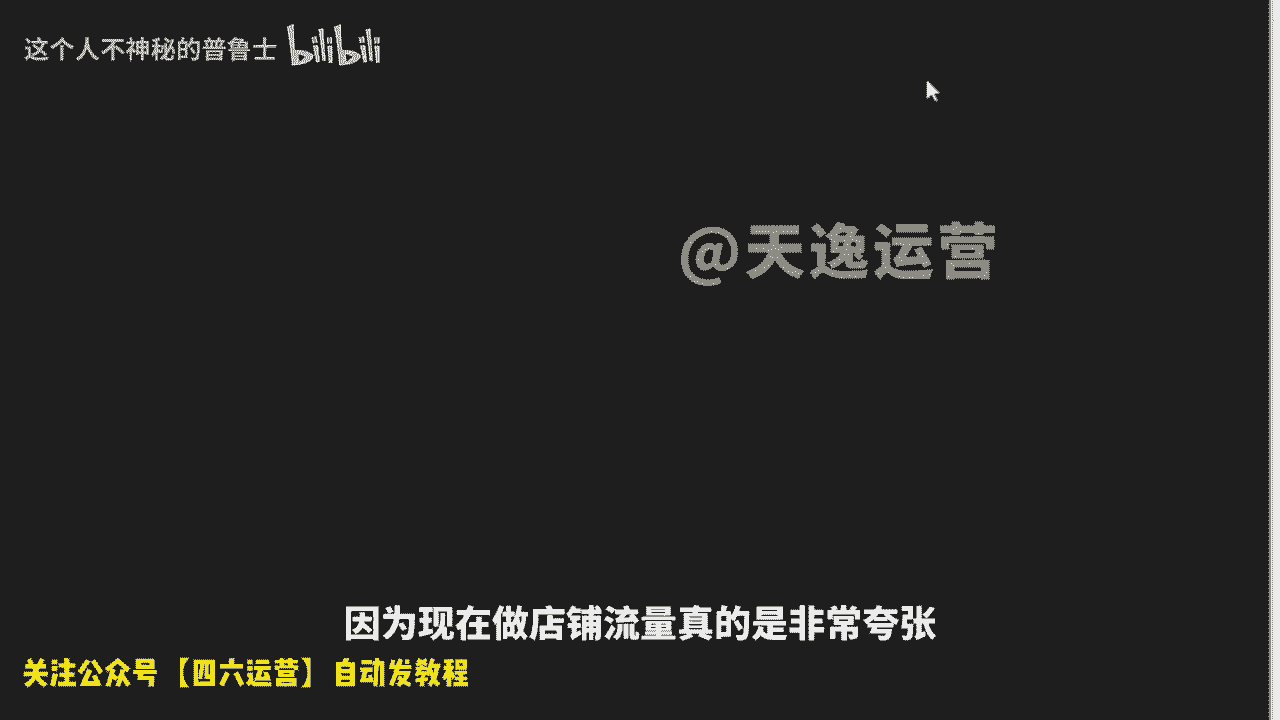 这个人不神秘的普鲁士 bilibili
@天逸运营
因为现在做店铺流量真的是非常夸张
关注公众号【四六运营】自动发教程